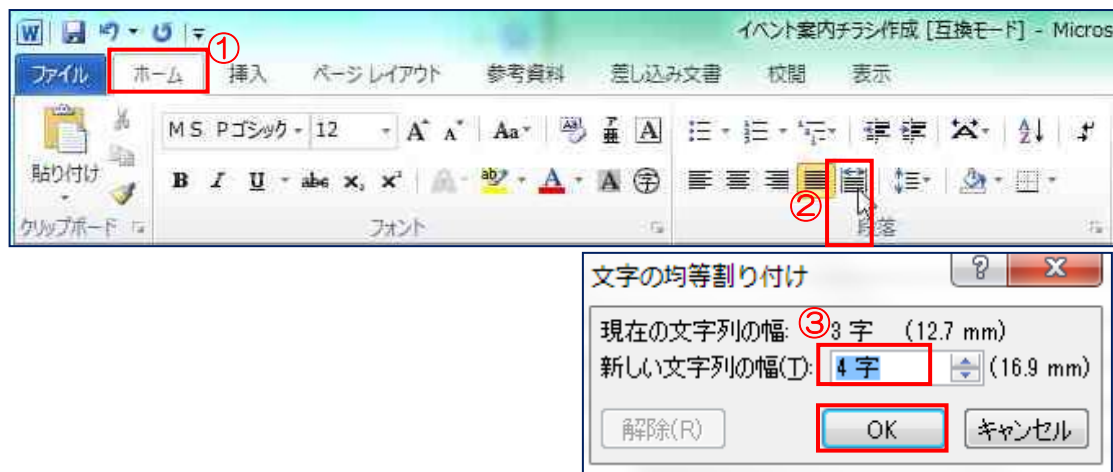 イベント案内チラシ作成 [互換モード] - Micros
①
ファイル ホーム 挿入 ページ レイアウト 参考資料 差し込み文書 校閲 表示
MS Pゴシック 12 A A Aa ア亜 A
貼り付け B I U abc x₂ x² A ab A A 字
②
クリップボード フォント 段落
文字の均等割り付け
現在の文字列の幅: ③ 3 字 (12.7 mm)
新しい文字列の幅(T): 4 字 (16.9 mm)
解除(R) OK キャンセル